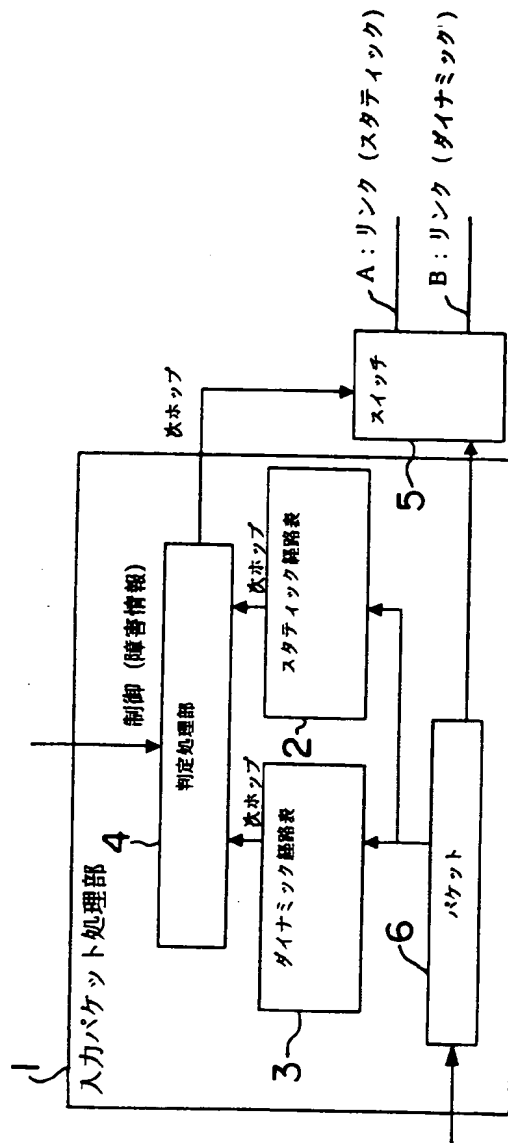 1
入力パケット処理部
制御 (障害情報)
4
判定処理部
次ホップ
次ホップ
次ホップ
3
ダイナミック経路表
2
スタティック経路表
6
パケット
5
スイッチ
A：リンク (スタティック)
B：リンク (ダイナミック)